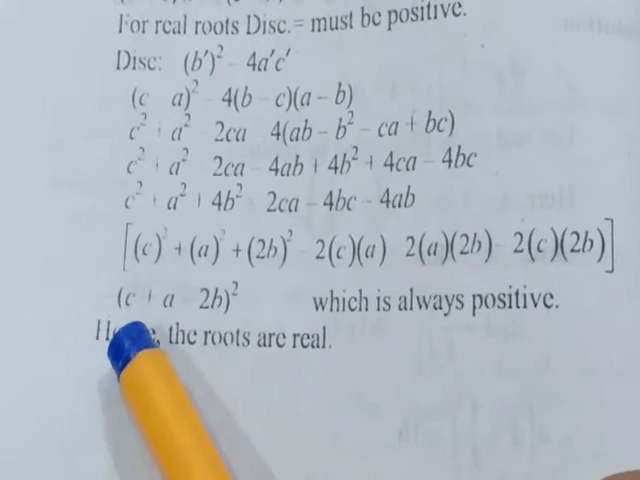 For real roots Disc.= must be positive.
Disc: (b')² 4a'c'
(c a)² 4(b c)(a – b)
c² + a² 2ca 4(ab – b² – ca + bc)
c² + a² 2ca – 4ab + 4b² + 4ca – 4bc
c² + a² + 4b² 2ca – 4bc – 4ab
[(c)² + (a)² + (2b)² 2(c)(a) 2(a)(2b) 2(c)(2b)]
(c + a 2b)² which is always positive.
the roots are real.